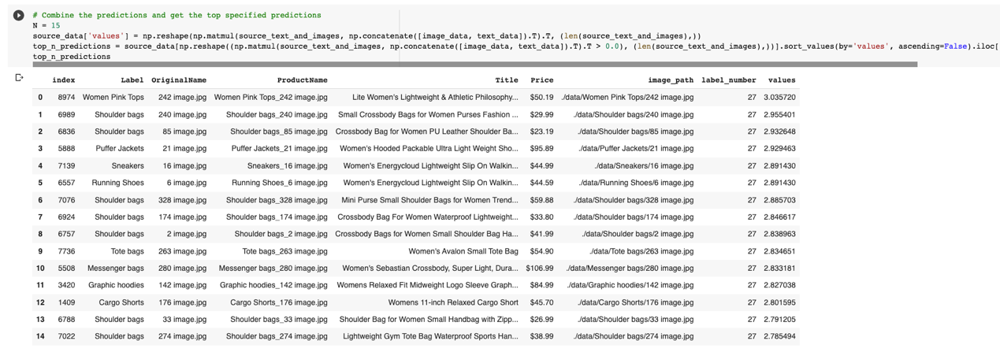 # Combine the predictions and get the top specified predictions
N = 15
source_data['values'] = np.reshape(np.matmul(source_text_and_images, np.concatenate([image_data, text_data]).T).T, (len(source_text_and_images),))
top_n_predictions = source_data[np.reshape((np.matmul(source_text_and_images, np.concatenate([image_data, text_data]).T).T > 0.0), (len(source_text_and_images),))].sort_values(by='values', ascending=False).iloc[
top_n_predictions
index Label OriginalName ProductName Title Price image_path label_number values
0 8974 Women Pink Tops 242 image.jpg Women Pink Tops_242 image.jpg Lite Women's Lightweight & Athletic Philosophy... $50.19 ./data/Women Pink Tops/242 image.jpg 27 3.035720
1 6989 Shoulder bags 240 image.jpg Shoulder bags_240 image.jpg Small Crossbody Bags for Women Purses Fashion ... $29.99 ./data/Shoulder bags/240 image.jpg 27 2.955401
2 6836 Shoulder bags 85 image.jpg Shoulder bags_85 image.jpg Crossbody Bag for Women PU Leather Shoulder Ba... $23.19 ./data/Shoulder bags/85 image.jpg 27 2.932648
3 5888 Puffer Jackets 21 image.jpg Puffer Jackets_21 image.jpg Women's Hooded Packable Ultra Light Weight Sho... $95.89 ./data/Puffer Jackets/21 image.jpg 27 2.929463
4 7139 Sneakers 16 image.jpg Sneakers_16 image.jpg Women's Energycloud Lightweight Slip On Walkin... $44.99 ./data/Sneakers/16 image.jpg 27 2.891430
5 6557 Running Shoes 6 image.jpg Running Shoes_6 image.jpg Women's Energycloud Lightweight Slip On Walkin... $44.59 ./data/Running Shoes/6 image.jpg 27 2.891430
6 7076 Shoulder bags 328 image.jpg Shoulder bags_328 image.jpg Mini Purse Small Shoulder Bags for Women Trend... $59.88 ./data/Shoulder bags/328 image.jpg 27 2.885703
7 6924 Shoulder bags 174 image.jpg Shoulder bags_174 image.jpg Crossbody Bag For Women Waterproof Lightweight... $33.80 ./data/Shoulder bags/174 image.jpg 27 2.846617
8 6757 Shoulder bags 2 image.jpg Shoulder bags_2 image.jpg Crossbody Bags for Women Small Shoulder Bag Ha... $41.99 ./data/Shoulder bags/2 image.jpg 27 2.838963
9 7736 Tote bags 263 image.jpg Tote bags_263 image.jpg Women's Avalon Small Tote Bag $54.90 ./data/Tote bags/263 image.jpg 27 2.834651
10 5508 Messenger bags 280 image.jpg Messenger bags_280 image.jpg Women's Sebastian Crossbody, Super Light, Dura... $106.99 ./data/Messenger bags/280 image.jpg 27 2.833181
11 3420 Graphic hoodies 142 image.jpg Graphic hoodies_142 image.jpg Womens Relaxed Fit Midweight Logo Sleeve Graph... $84.99 ./data/Graphic hoodies/142 image.jpg 27 2.827038
12 1409 Cargo Shorts 176 image.jpg Cargo Shorts_176 image.jpg Womens 11-inch Relaxed Cargo Short $45.70 ./data/Cargo Shorts/176 image.jpg 27 2.801595
13 6788 Shoulder bags 33 image.jpg Shoulder bags_33 image.jpg Shoulder Bag for Women Small Handbag with Zipp... $26.99 ./data/Shoulder bags/33 image.jpg 27 2.791205
14 7022 Shoulder bags 274 image.jpg Shoulder bags_274 image.jpg Lightweight Gym Tote Bag Waterproof Sports Han... $38.99 ./data/Shoulder bags/274 image.jpg 27 2.785494